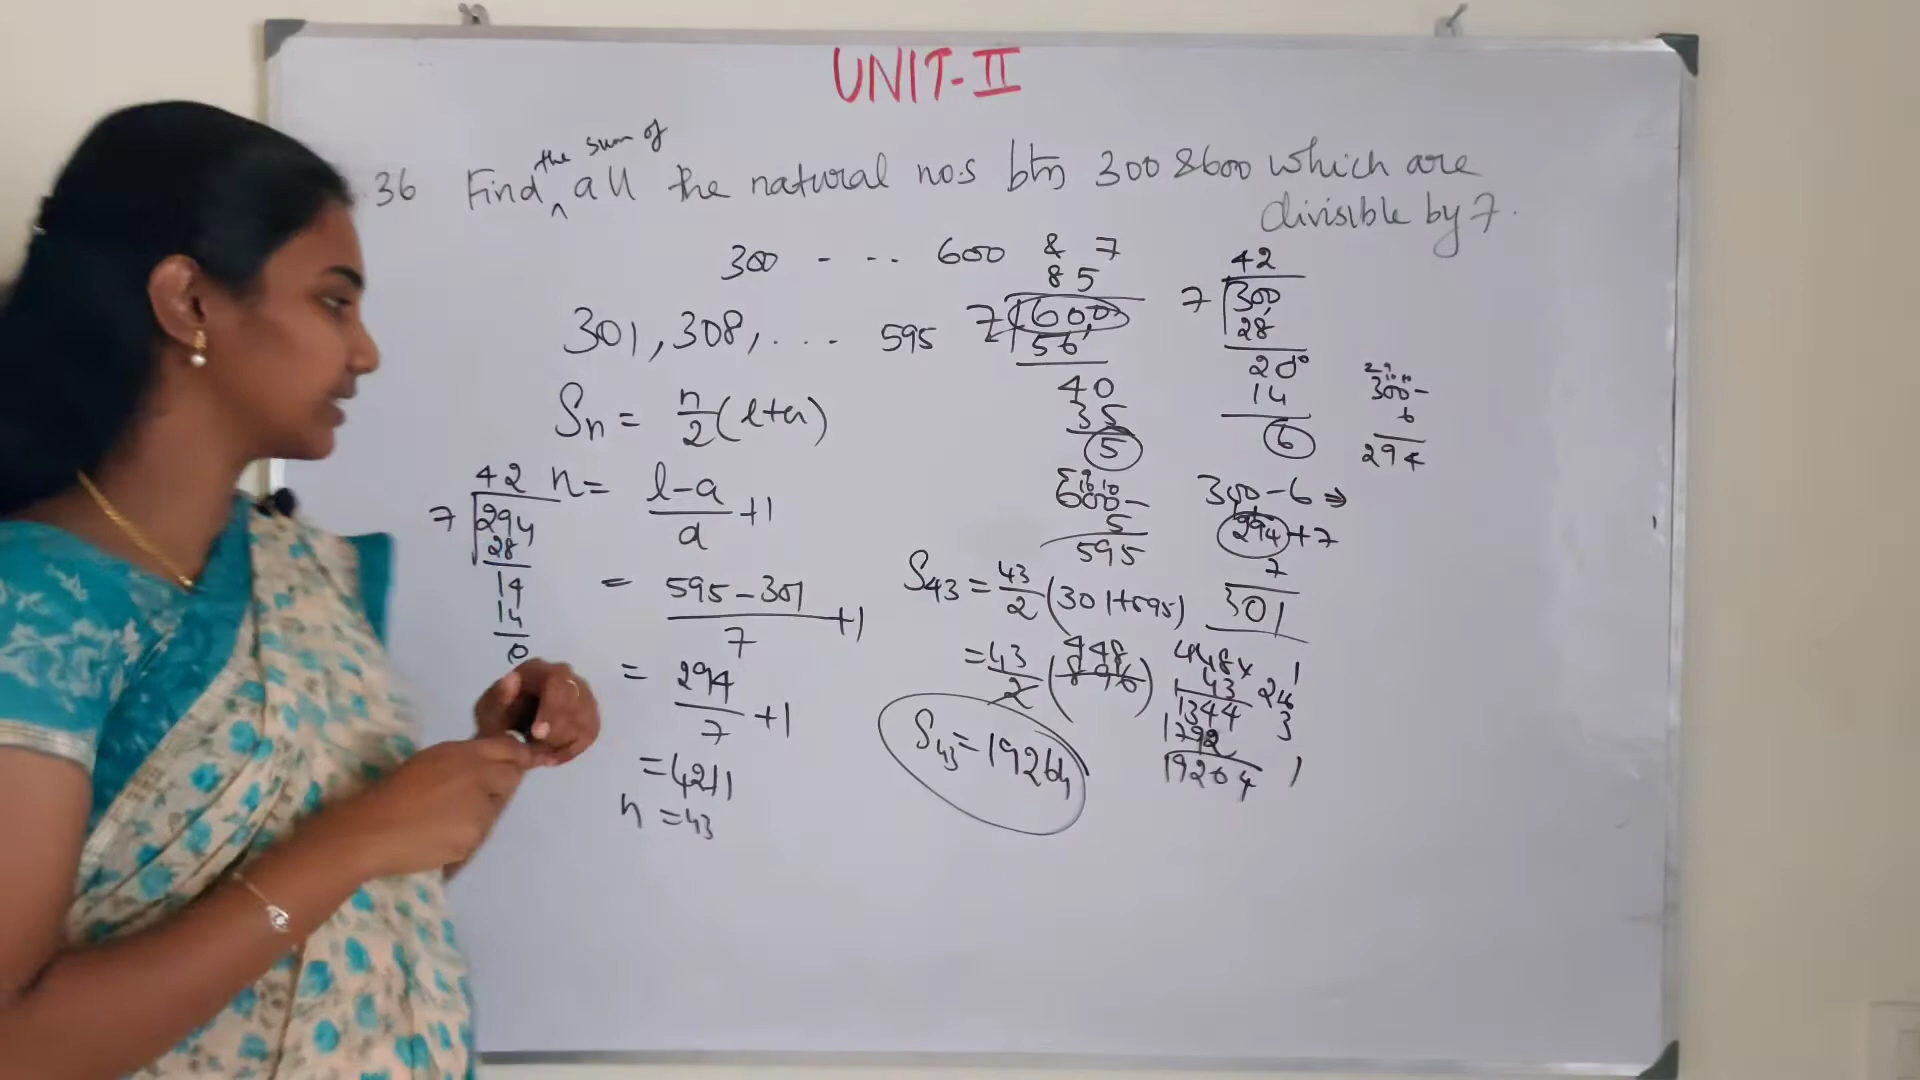 UNIT-II
the sum of
36 Find ^ all the natural no.s btn 300 & 600 which are
divisible by 7.
300 - - .. 600 & 7
301, 308, ... 595
85
7 600
56
40
35
5
600-
5
595
42
7 300
28
20
14
6
300-
6
294
300-6 ⇒
294+7
7
301
Sn = n/2 (l+a)
n = l-a/d +1
= 595-301/7 +1
= 294/7 +1
= 42+1
n = 43
42
7 294
28
14
14
0
S43 = 43/2 (301+595)
= 43/2 (896)
448
S43 = 19264
448×
43
1344
1792
19264